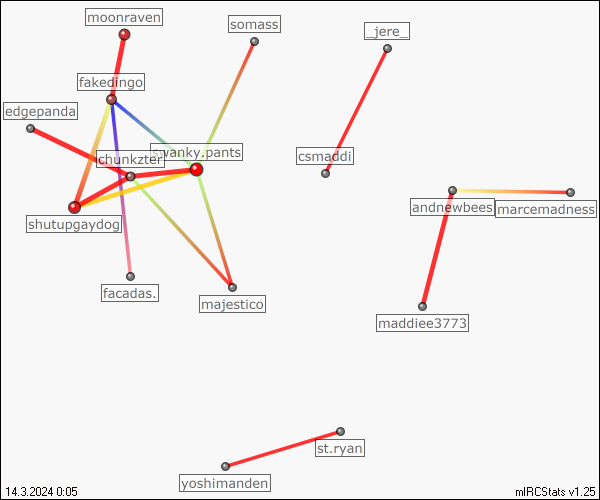 moonraven
somass
_jere_
fakedingo
edgepanda
chunkzter
swanky.pants
csmaddi
andnewbees
marcemadness
shutupgaydog
facadas.
majestico
maddiee3773
st.ryan
yoshimanden
14.3.2024 0:05
mIRCStats v1.25